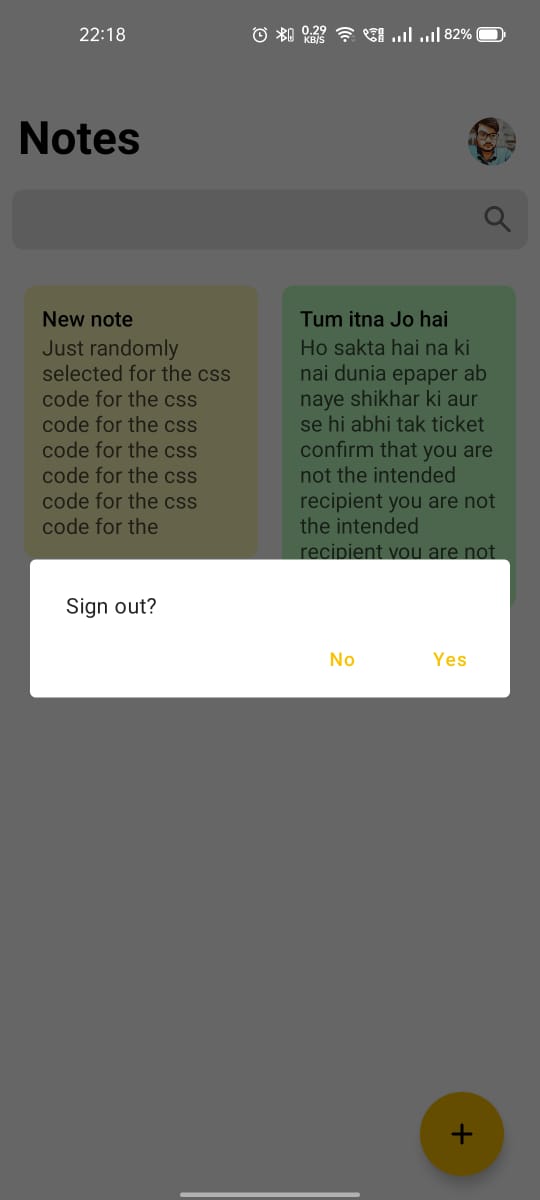 22:18
0.29
KB/S
82%
Notes
New note
Just randomly
selected for the css
code for the css
code for the css
code for the css
code for the css
code for the css
code for the
Tum itna Jo hai
Ho sakta hai na ki
nai dunia epaper ab
naye shikhar ki aur
se hi abhi tak ticket
confirm that you are
not the intended
recipient you are not
the intended
recipient you are not
Sign out?
No
Yes